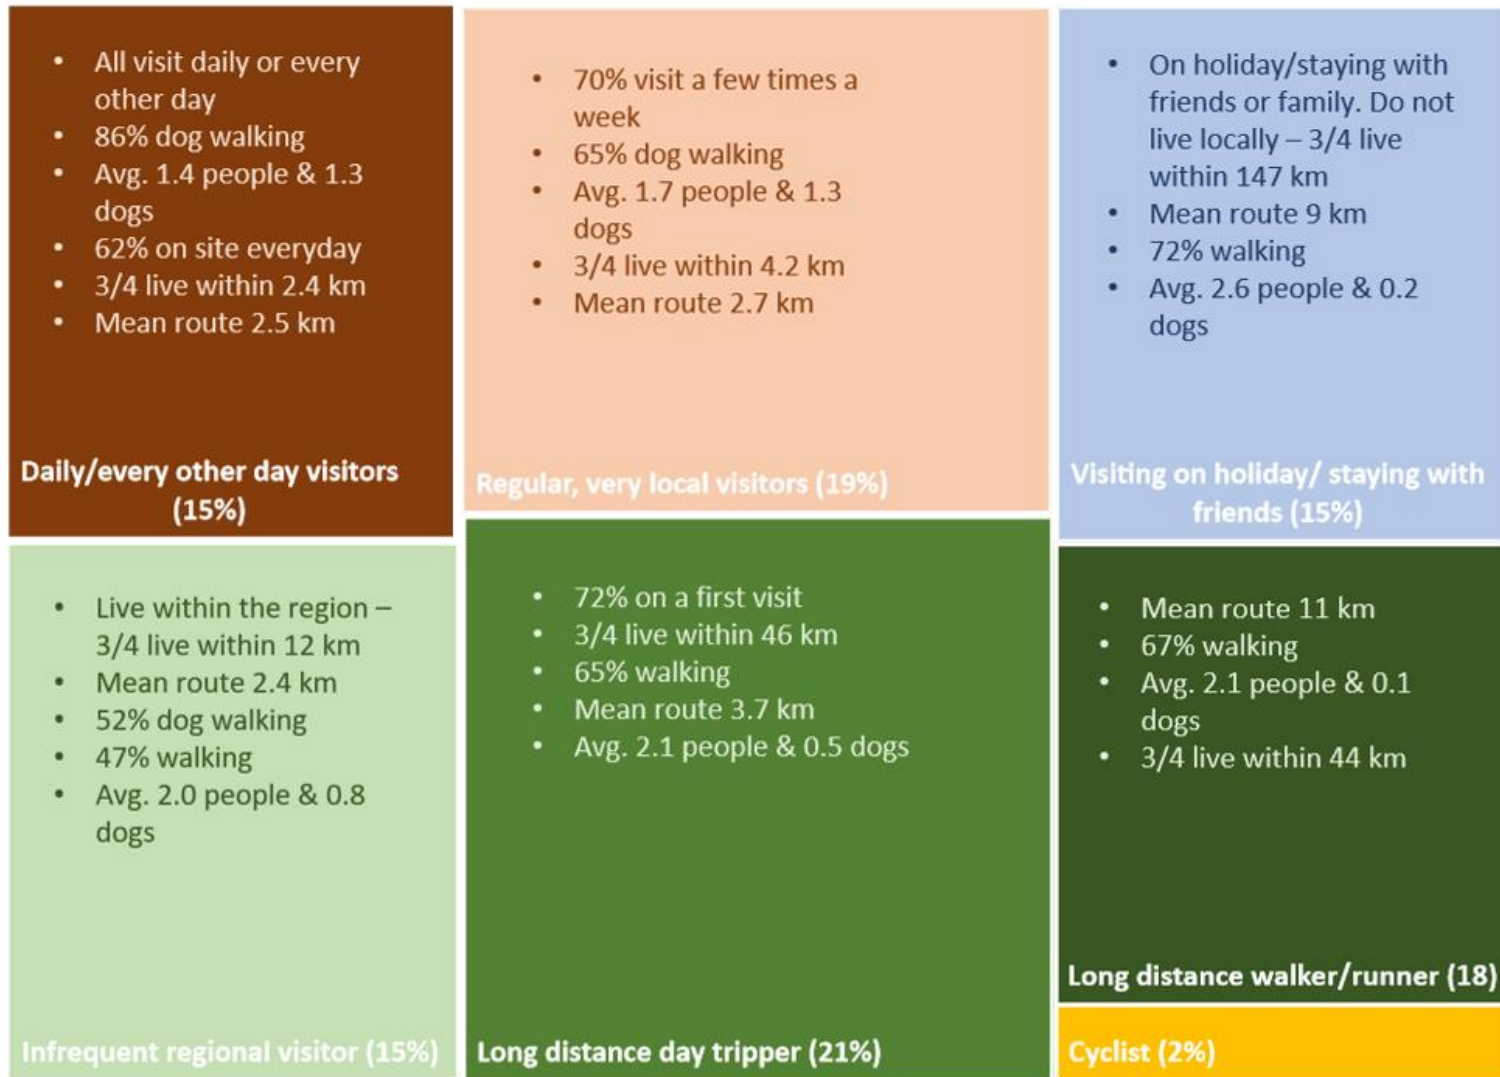 • All visit daily or every
other day
• 86% dog walking
• Avg. 1.4 people & 1.3
dogs
• 62% on site everyday
• 3/4 live within 2.4 km
• Mean route 2.5 km
Daily/every other day visitors
(15%)
• 70% visit a few times a
week
• 65% dog walking
• Avg. 1.7 people & 1.3
dogs
• 3/4 live within 4.2 km
• Mean route 2.7 km
Regular, very local visitors (19%)
• On holiday/staying with
friends or family. Do not
live locally – 3/4 live
within 147 km
• Mean route 9 km
• 72% walking
• Avg. 2.6 people & 0.2
dogs
Visiting on holiday/ staying with
friends (15%)
• Live within the region –
3/4 live within 12 km
• Mean route 2.4 km
• 52% dog walking
• 47% walking
• Avg. 2.0 people & 0.8
dogs
Infrequent regional visitor (15%)
• 72% on a first visit
• 3/4 live within 46 km
• 65% walking
• Mean route 3.7 km
• Avg. 2.1 people & 0.5 dogs
Long distance day tripper (21%)
• Mean route 11 km
• 67% walking
• Avg. 2.1 people & 0.1
dogs
• 3/4 live within 44 km
Long distance walker/runner (18)
Cyclist (2%)